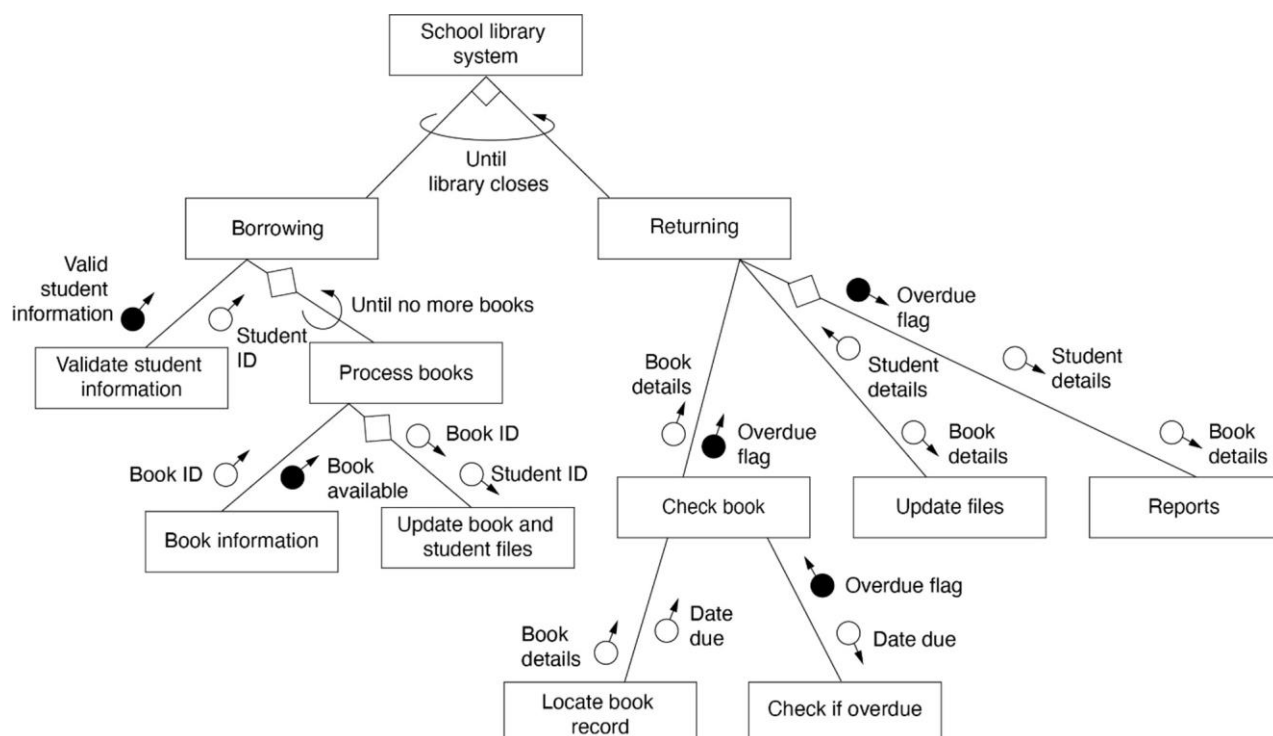 School library
system
Until
library closes
Borrowing
Returning
Valid
student
information
Student
ID
Until no more books
Overdue
flag
Validate student
information
Process books
Book
details
Student
details
Student
details
Book ID
Book
available
Book ID
Student ID
Overdue
flag
Book
details
Book
details
Book information
Update book and
student files
Check book
Update files
Reports
Book
details
Date
due
Overdue flag
Date due
Locate book
record
Check if overdue